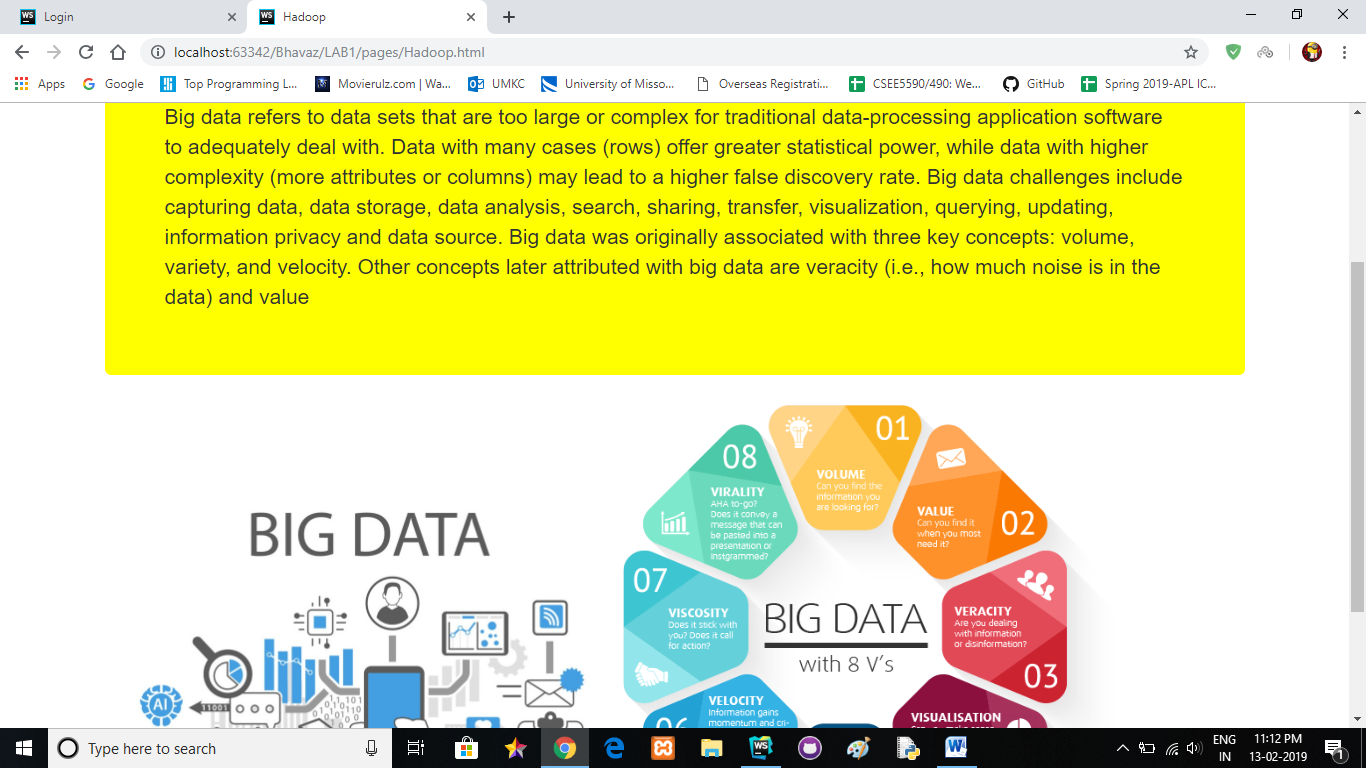 Login
Hadoop
localhost:63342/Bhavaz/LAB1/pages/Hadoop.html
Apps
Google
Top Programming L...
Movierulz.com | Wa...
UMKC
University of Misso...
Overseas Registrati...
CSEE5590/490: We...
GitHub
Spring 2019-APL IC...
Big data refers to data sets that are too large or complex for traditional data-processing application software
to adequately deal with. Data with many cases (rows) offer greater statistical power, while data with higher
complexity (more attributes or columns) may lead to a higher false discovery rate. Big data challenges include
capturing data, data storage, data analysis, search, sharing, transfer, visualization, querying, updating,
information privacy and data source. Big data was originally associated with three key concepts: volume,
variety, and velocity. Other concepts later attributed with big data are veracity (i.e., how much noise is in the
data) and value
BIG DATA
AI
11001
01
VOLUME
Can you find the
information you
are looking for?
02
VALUE
Can you find it
when you most
need it?
03
VERACITY
Are you dealing
with information
or disinformation?
VISUALISATION
VELOCITY
Information gains
momentum and cri-
06
07
VISCOSITY
Does it stick with
you? Does it call
for action?
08
VIRALITY
AHA to-go?
Does it convey a
message that can
be pasted into a
presentation or
instgrammed?
BIG DATA
with 8 V's
Type here to search
ENG
IN
11:12 PM
13-02-2019
1